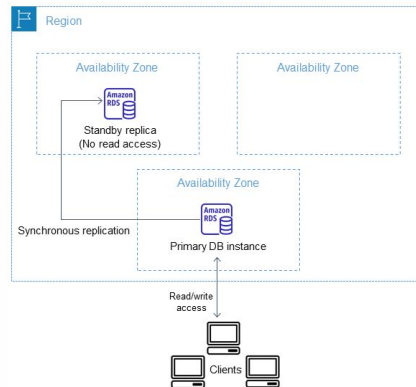 Region
Availability Zone
Availability Zone
Amazon
RDS
Standby replica
(No read access)
Availability Zone
Amazon
RDS
Synchronous replication
Primary DB instance
Read/write
access
Clients